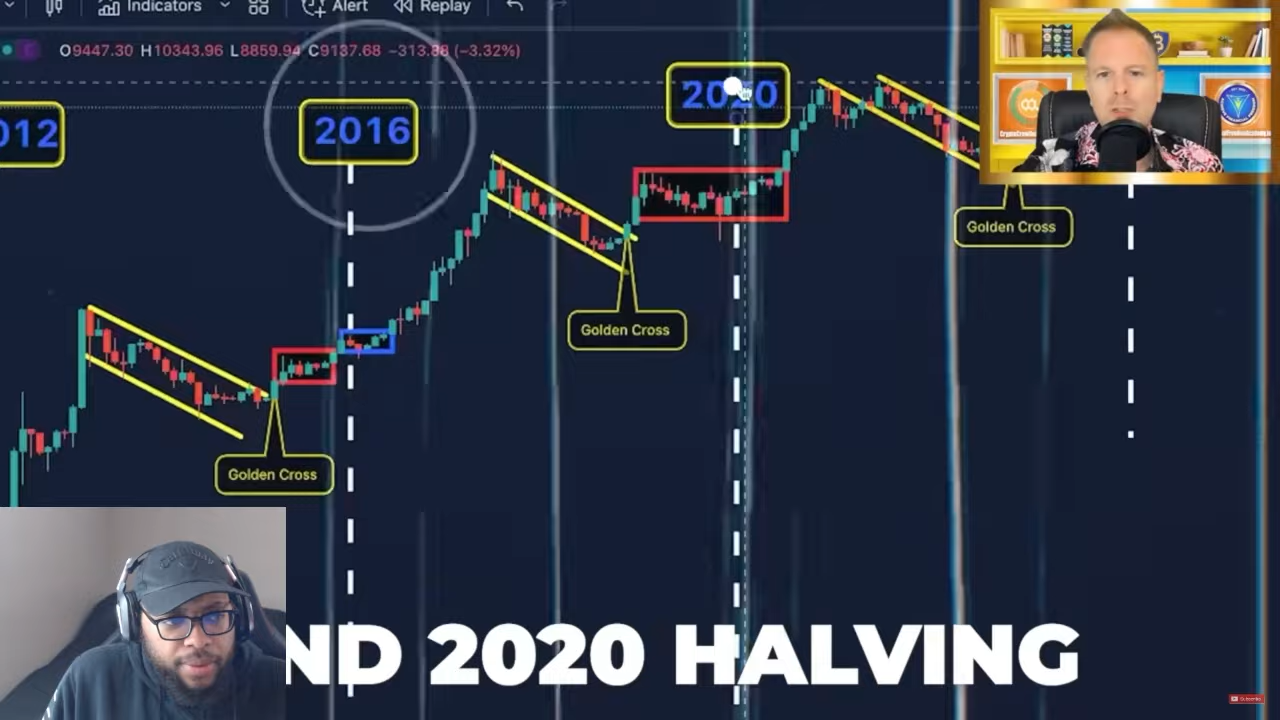 Indicators Alert Replay
O9447.30 H10343.96 L8859.94 C9137.68 −313.88 (−3.32%)
012
2016
2020
Golden Cross
Golden Cross
Golden Cross
ND 2020 HALVING
Subscribe